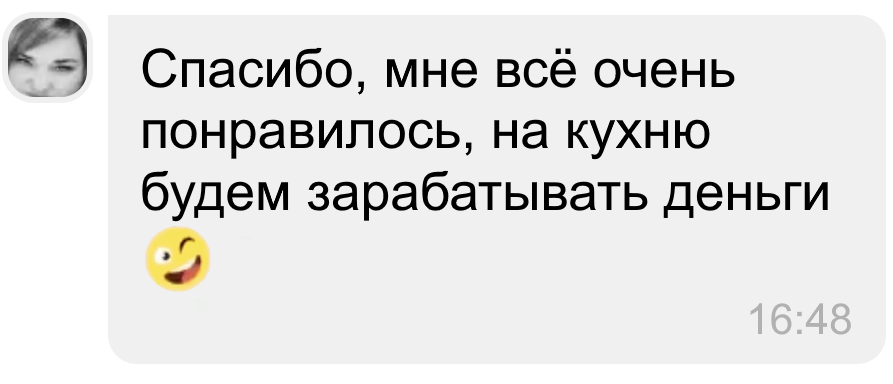 Спасибо, мне всё очень
понравилось, на кухню
будем зарабатывать деньги
😜
16:48